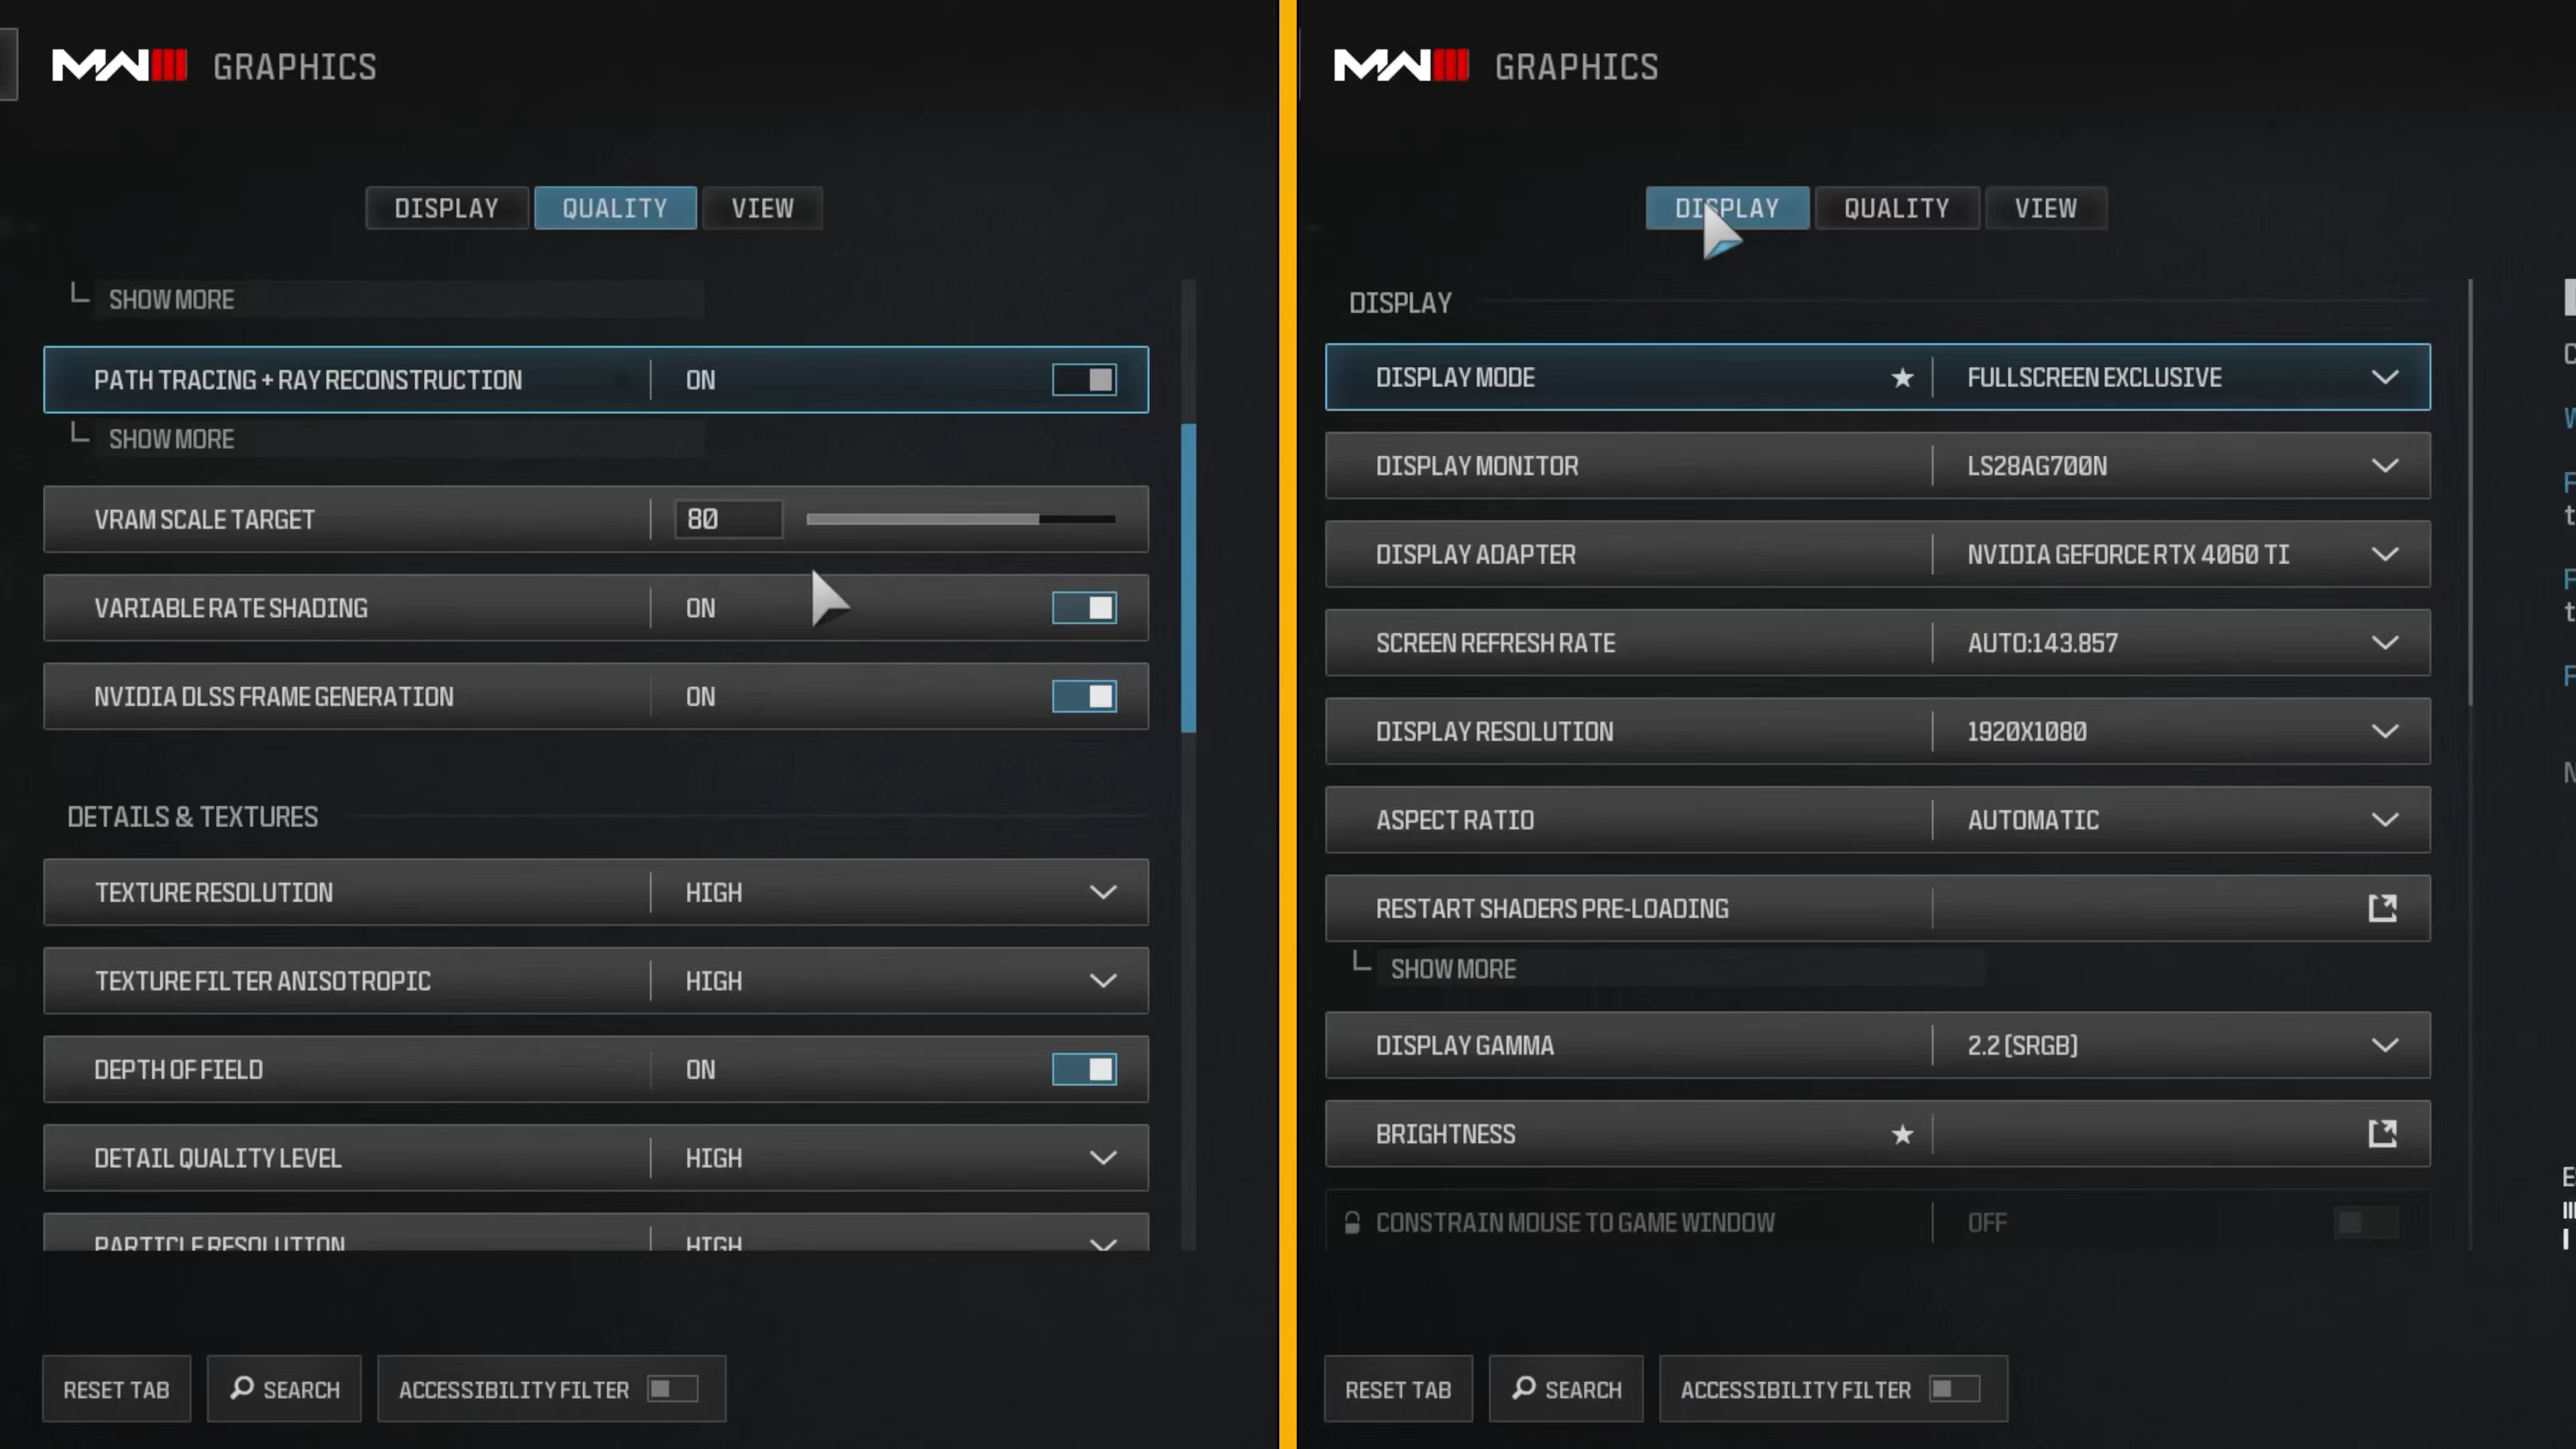 MWIII GRAPHICS
DISPLAY QUALITY VIEW
SHOW MORE
PATH TRACING + RAY RECONSTRUCTION ON
SHOW MORE
VRAM SCALE TARGET 80
VARIABLE RATE SHADING ON
NVIDIA DLSS FRAME GENERATION ON
DETAILS & TEXTURES
TEXTURE RESOLUTION HIGH
TEXTURE FILTER ANISOTROPIC HIGH
DEPTH OF FIELD ON
DETAIL QUALITY LEVEL HIGH
PARTICLE RESOLUTION HIGH
RESET TAB SEARCH ACCESSIBILITY FILTER
MWIII GRAPHICS
DISPLAY QUALITY VIEW
DISPLAY
DISPLAY MODE FULLSCREEN EXCLUSIVE
DISPLAY MONITOR LS28AG700N
DISPLAY ADAPTER NVIDIA GEFORCE RTX 4060 TI
SCREEN REFRESH RATE AUTO:143.857
DISPLAY RESOLUTION 1920X1080
ASPECT RATIO AUTOMATIC
RESTART SHADERS PRE-LOADING
SHOW MORE
DISPLAY GAMMA 2.2 (SRGB)
BRIGHTNESS
CONSTRAIN MOUSE TO GAME WINDOW OFF
RESET TAB SEARCH ACCESSIBILITY FILTER